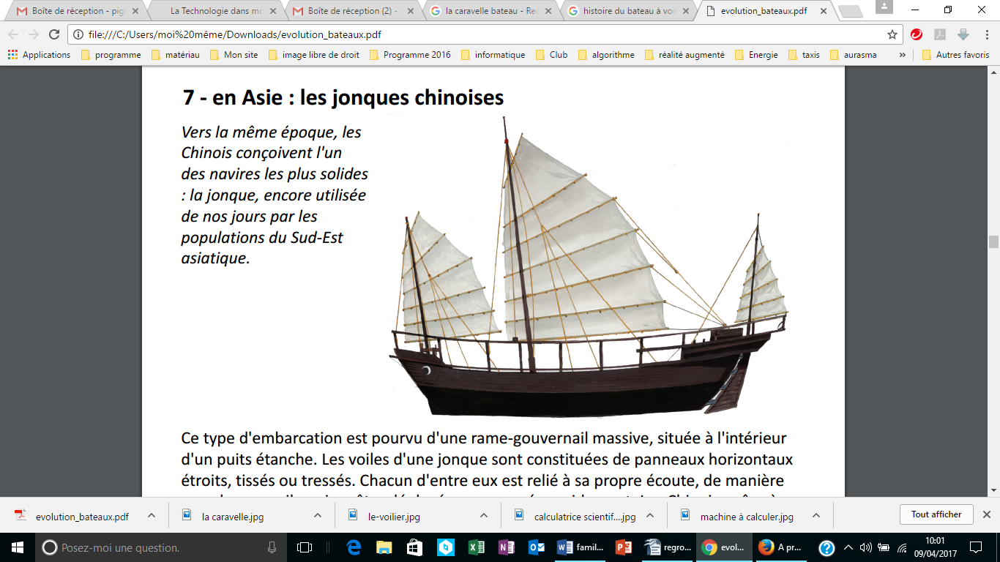 Boîte de réception - pigl
La Technologie dans mo
Boîte de réception (2) -
la caravelle bateau - Rec
histoire du bateau à voil
evolution_bateaux.pdf
file:///C:/Users/moi%20même/Downloads/evolution_bateaux.pdf
Applications programme matériau Mon site image libre de droit Programme 2016 informatique Club algorithme réalité augmenté Energie taxis aurasma » Autres favoris
7 - en Asie : les jonques chinoises
Vers la même époque, les
Chinois conçoivent l'un
des navires les plus solides
: la jonque, encore utilisée
de nos jours par les
populations du Sud-Est
asiatique.
Ce type d'embarcation est pourvu d'une rame-gouvernail massive, située à l'intérieur
d'un puits étanche. Les voiles d'une jonque sont constituées de panneaux horizontaux
étroits, tissés ou tressés. Chacun d'entre eux est relié à sa propre écoute, de manière
evolution_bateaux.pdf
la caravelle.jpg
le-voilier.jpg
calculatrice scientif....jpg
machine à calculer.jpg
Tout afficher
Posez-moi une question.
famil...
regro...
evol...
A pr...
10:01
09/04/2017